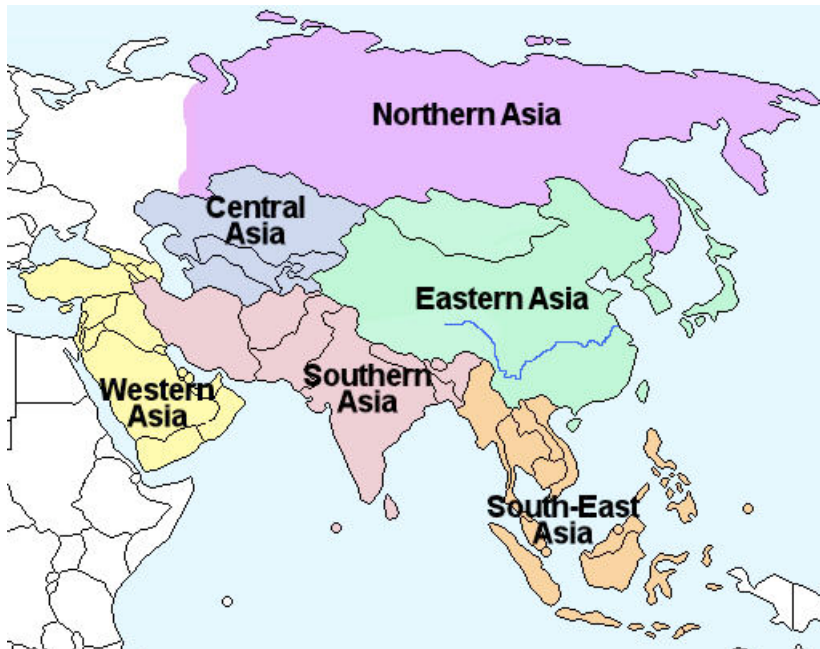 Northern Asia
Central
Asia
Eastern Asia
Southern
Asia
Western
Asia
South-East
Asia